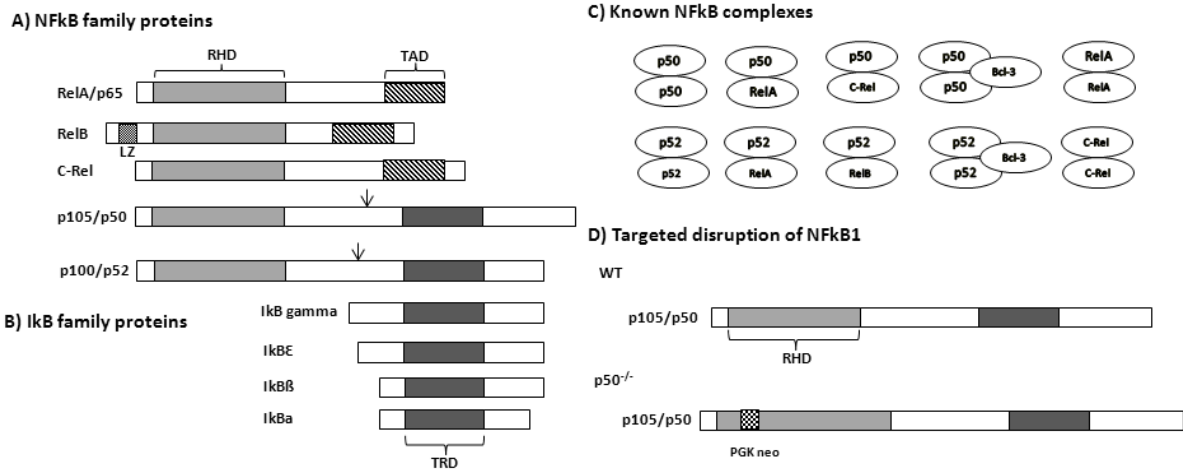 A) NFkB family proteins
RHD
TAD
RelA/p65
RelB
LZ
C-Rel
p105/p50
p100/p52
B) IkB family proteins
IkB gamma
IkBƐ
IkBß
IkBa
TRD
C) Known NFkB complexes
p50
p50
p50
p50
RelA
Bcl-3
p50
RelA
C-Rel
p50
RelA
p52
p52
p52
p52
C-Rel
Bcl-3
p52
RelA
RelB
p52
C-Rel
D) Targeted disruption of NFkB1
WT
p105/p50
RHD
p50-/-
p105/p50
PGK neo